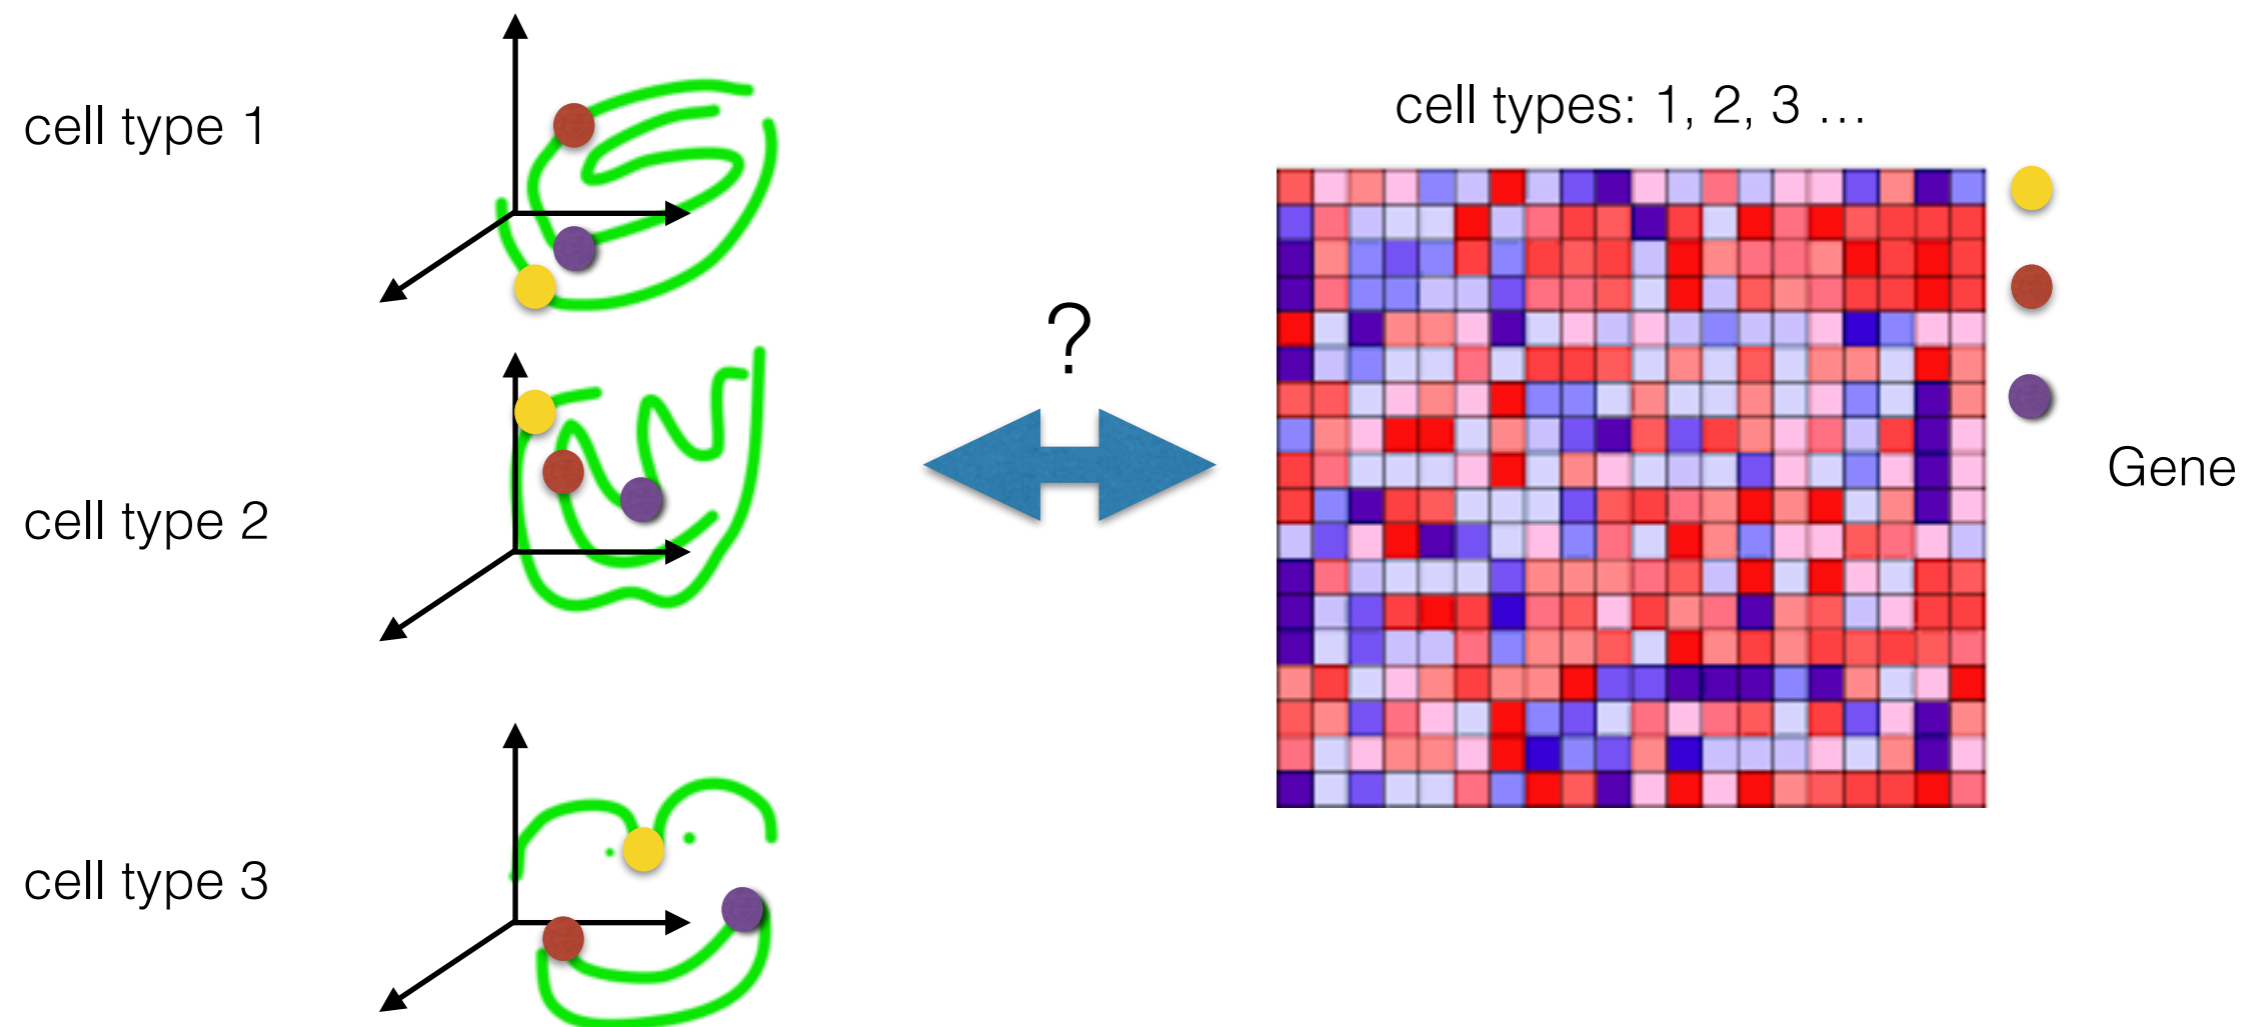 cell type 1
cell types: 1, 2, 3 ...
?
Gene
cell type 2
cell type 3